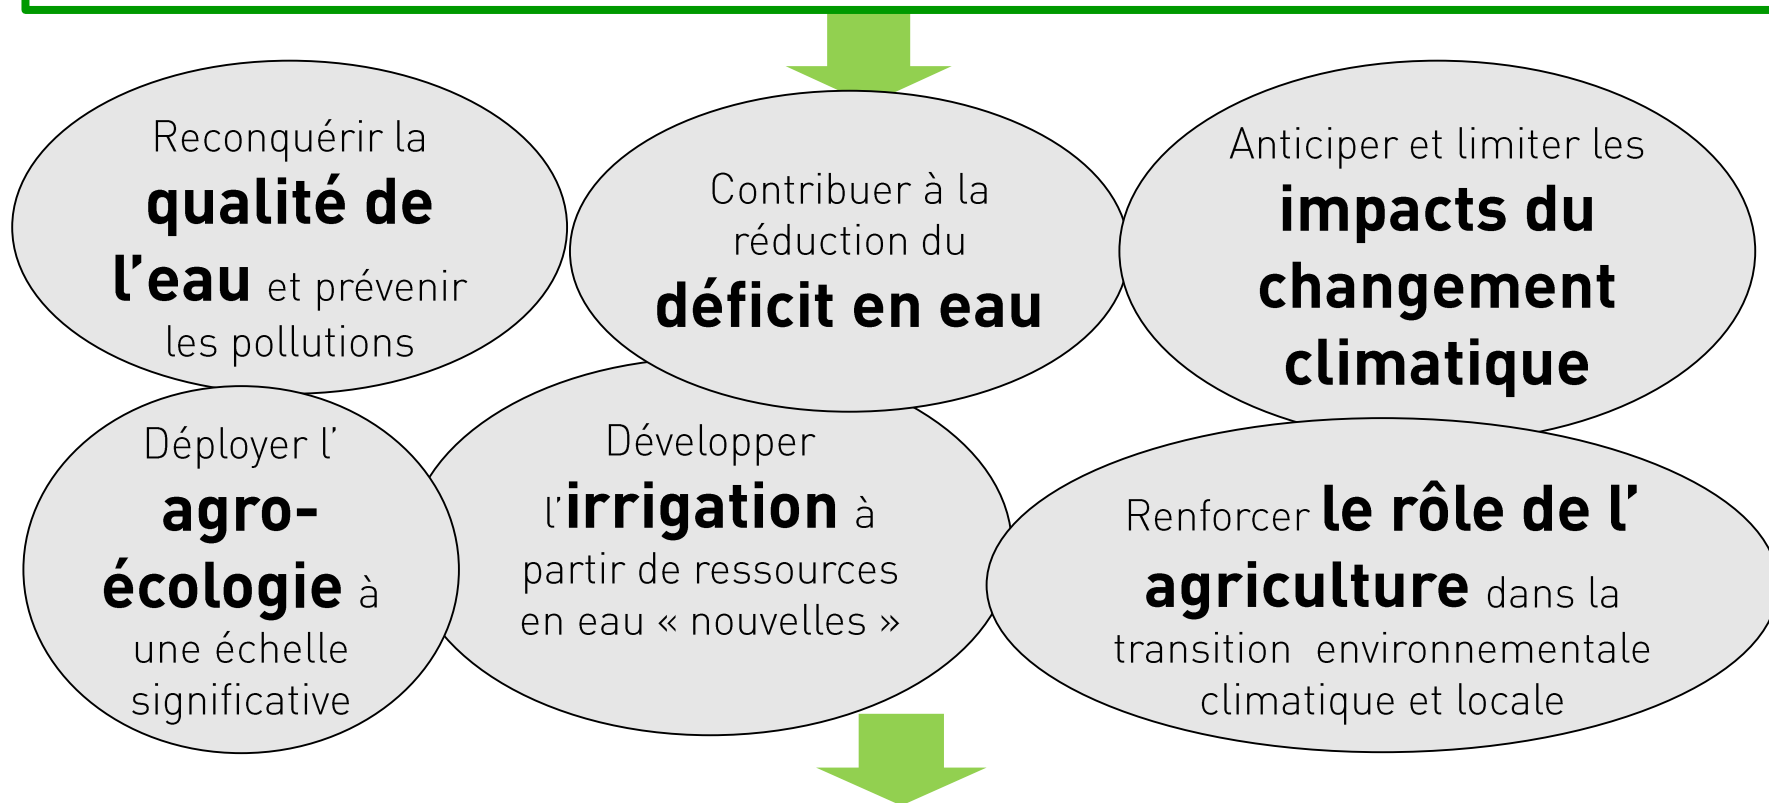 Reconquérir la
qualité de
l’eau et prévenir
les pollutions
Contribuer à la
réduction du
déficit en eau
Anticiper et limiter les
impacts du
changement
climatique
Déployer l’
agro-
écologie à
une échelle
significative
Développer
l’irrigation à
partir de ressources
en eau « nouvelles »
Renforcer le rôle de l’
agriculture dans la
transition  environnementale
climatique et locale